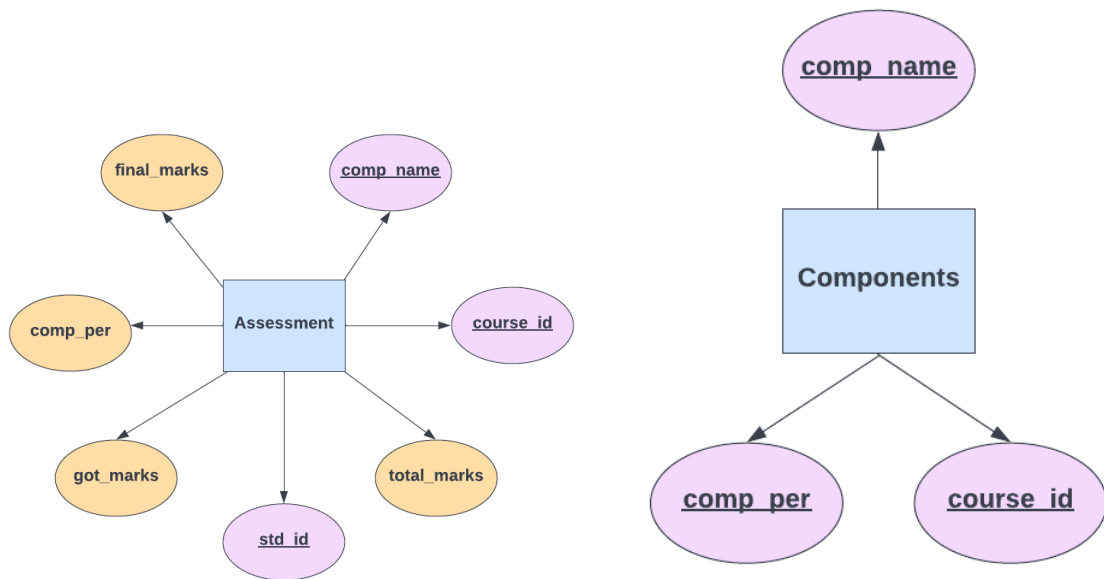 final_marks
comp_name
comp_per
Assessment
course_id
got_marks
total_marks
std_id
comp_name
Components
comp_per
course_id